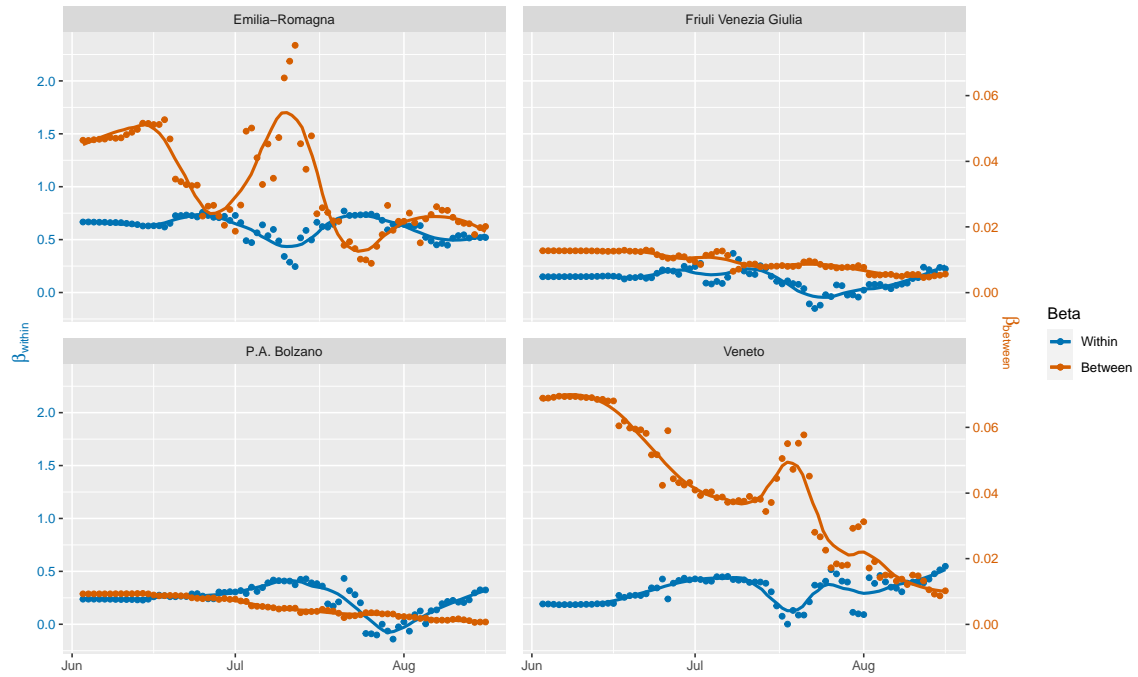 Emilia−Romagna
Friuli Venezia Giulia
2.0
1.5
1.0
0.5
0.0
0.06
0.04
0.02
0.00
P.A. Bolzano
Veneto
2.0
1.5
1.0
0.5
0.0
0.06
0.04
0.02
0.00
Jun
Jul
Aug
Jun
Jul
Aug
βwithin
βbetween
Beta
Within
Between